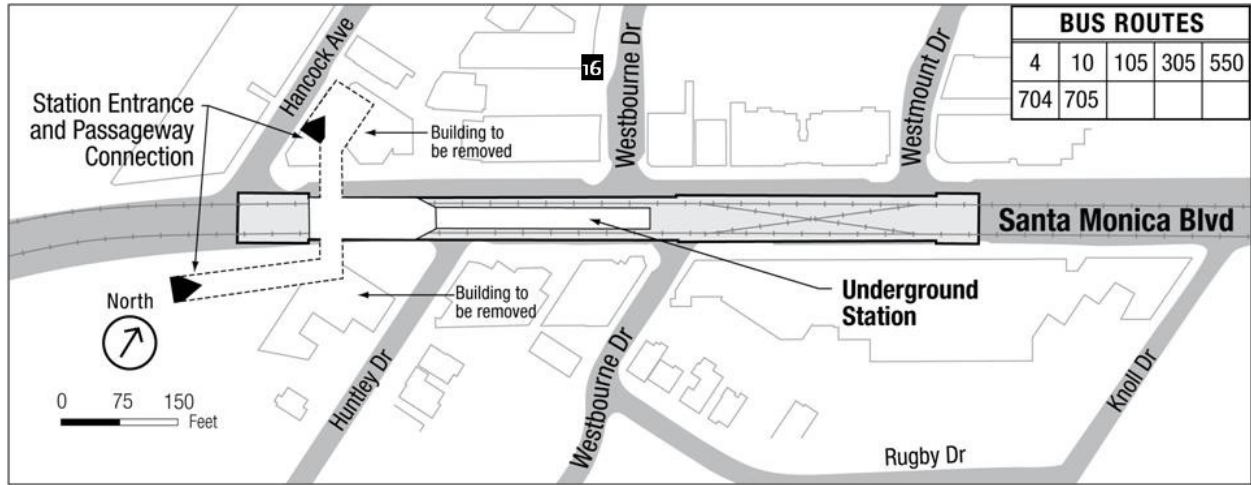 BUS ROUTES
4 10 105 305 550
704 705
Hancock Ave
16
Westbourne Dr
Westmount Dr
Station Entrance
and Passageway
Connection
Building to
be removed
Santa Monica Blvd
North
Building to
be removed
Underground
Station
0 75 150
Feet
Huntley Dr
Westbourne Dr
Knoll Dr
Rugby Dr